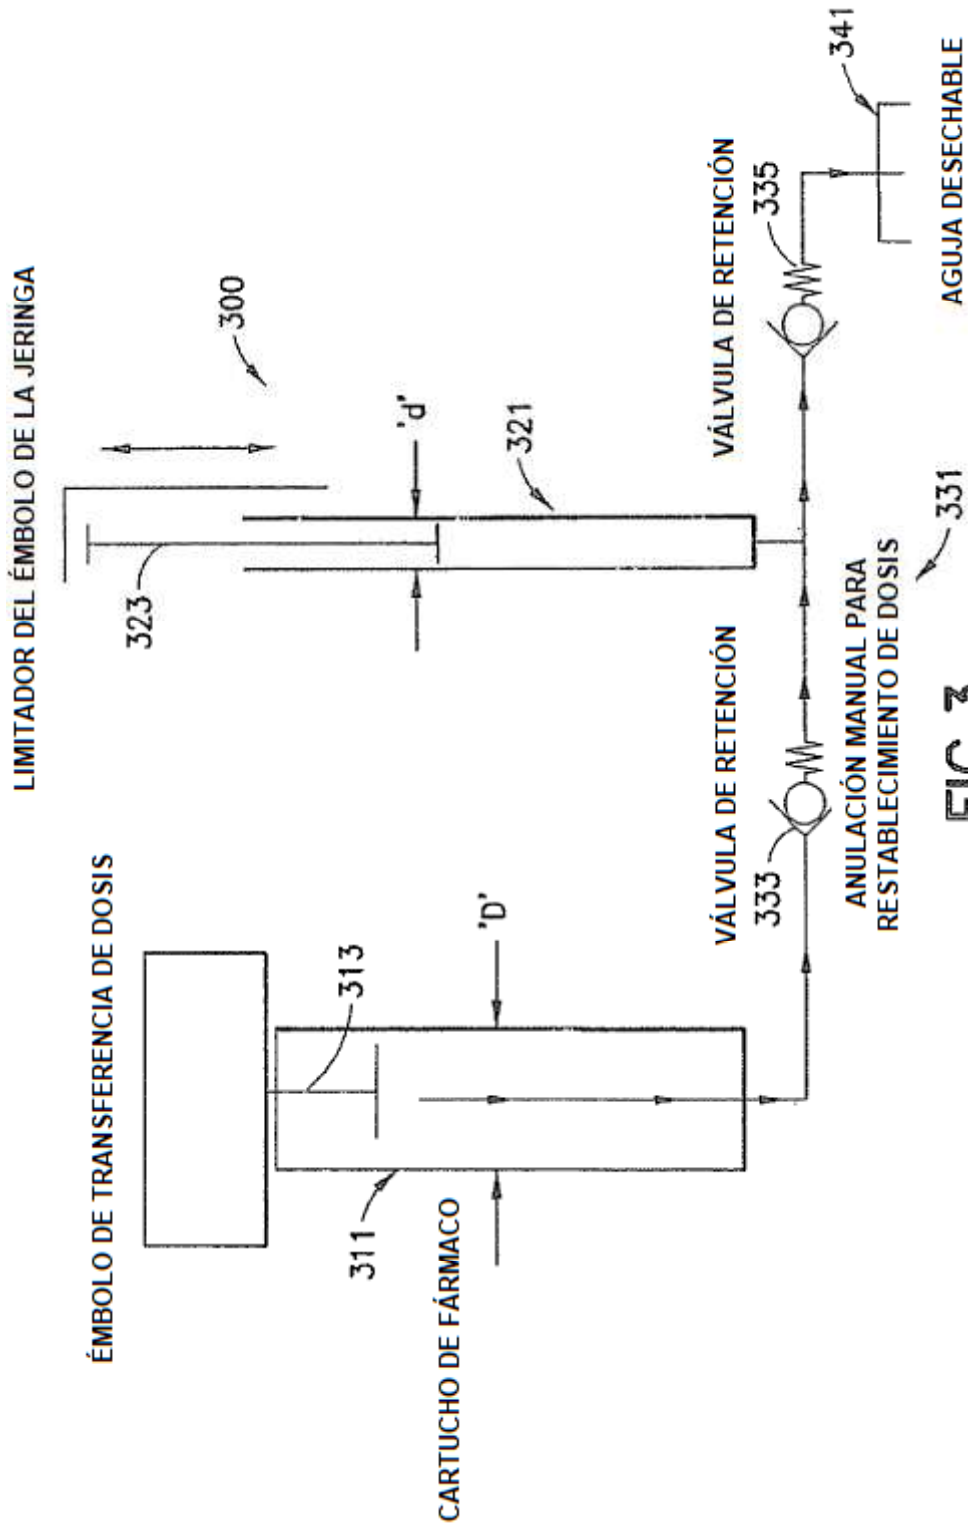 LIMITADOR DEL ÉMBOLO DE LA JERINGA
ÉMBOLO DE TRANSFERENCIA DE DOSIS
300
323
313
'd'
321
311
'D'
CARTUCHO DE FÁRMACO
VÁLVULA DE RETENCIÓN
333
VÁLVULA DE RETENCIÓN
335
341
ANULACIÓN MANUAL PARA
RESTABLECIMIENTO DE DOSIS
331
AGUJA DESECHABLE
FIG. 3